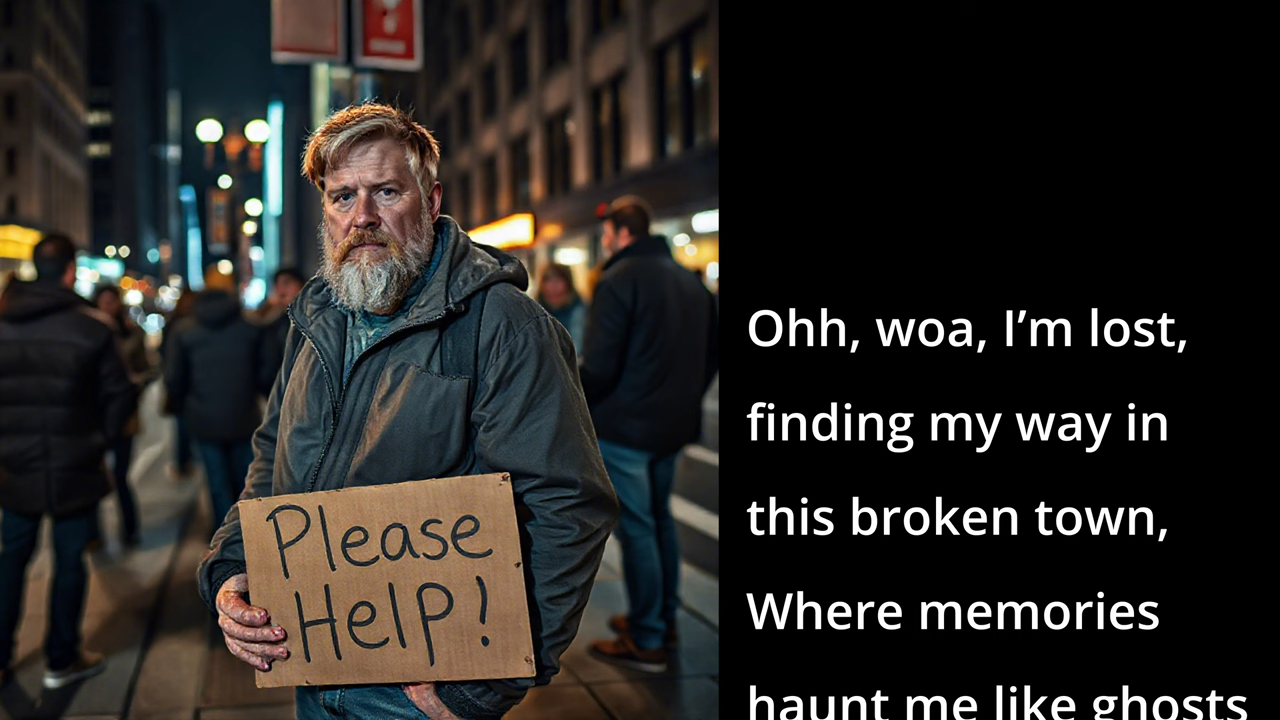 Please
Help!
Ohh, woa, I’m lost,
finding my way in
this broken town,
Where memories
haunt me like ghosts